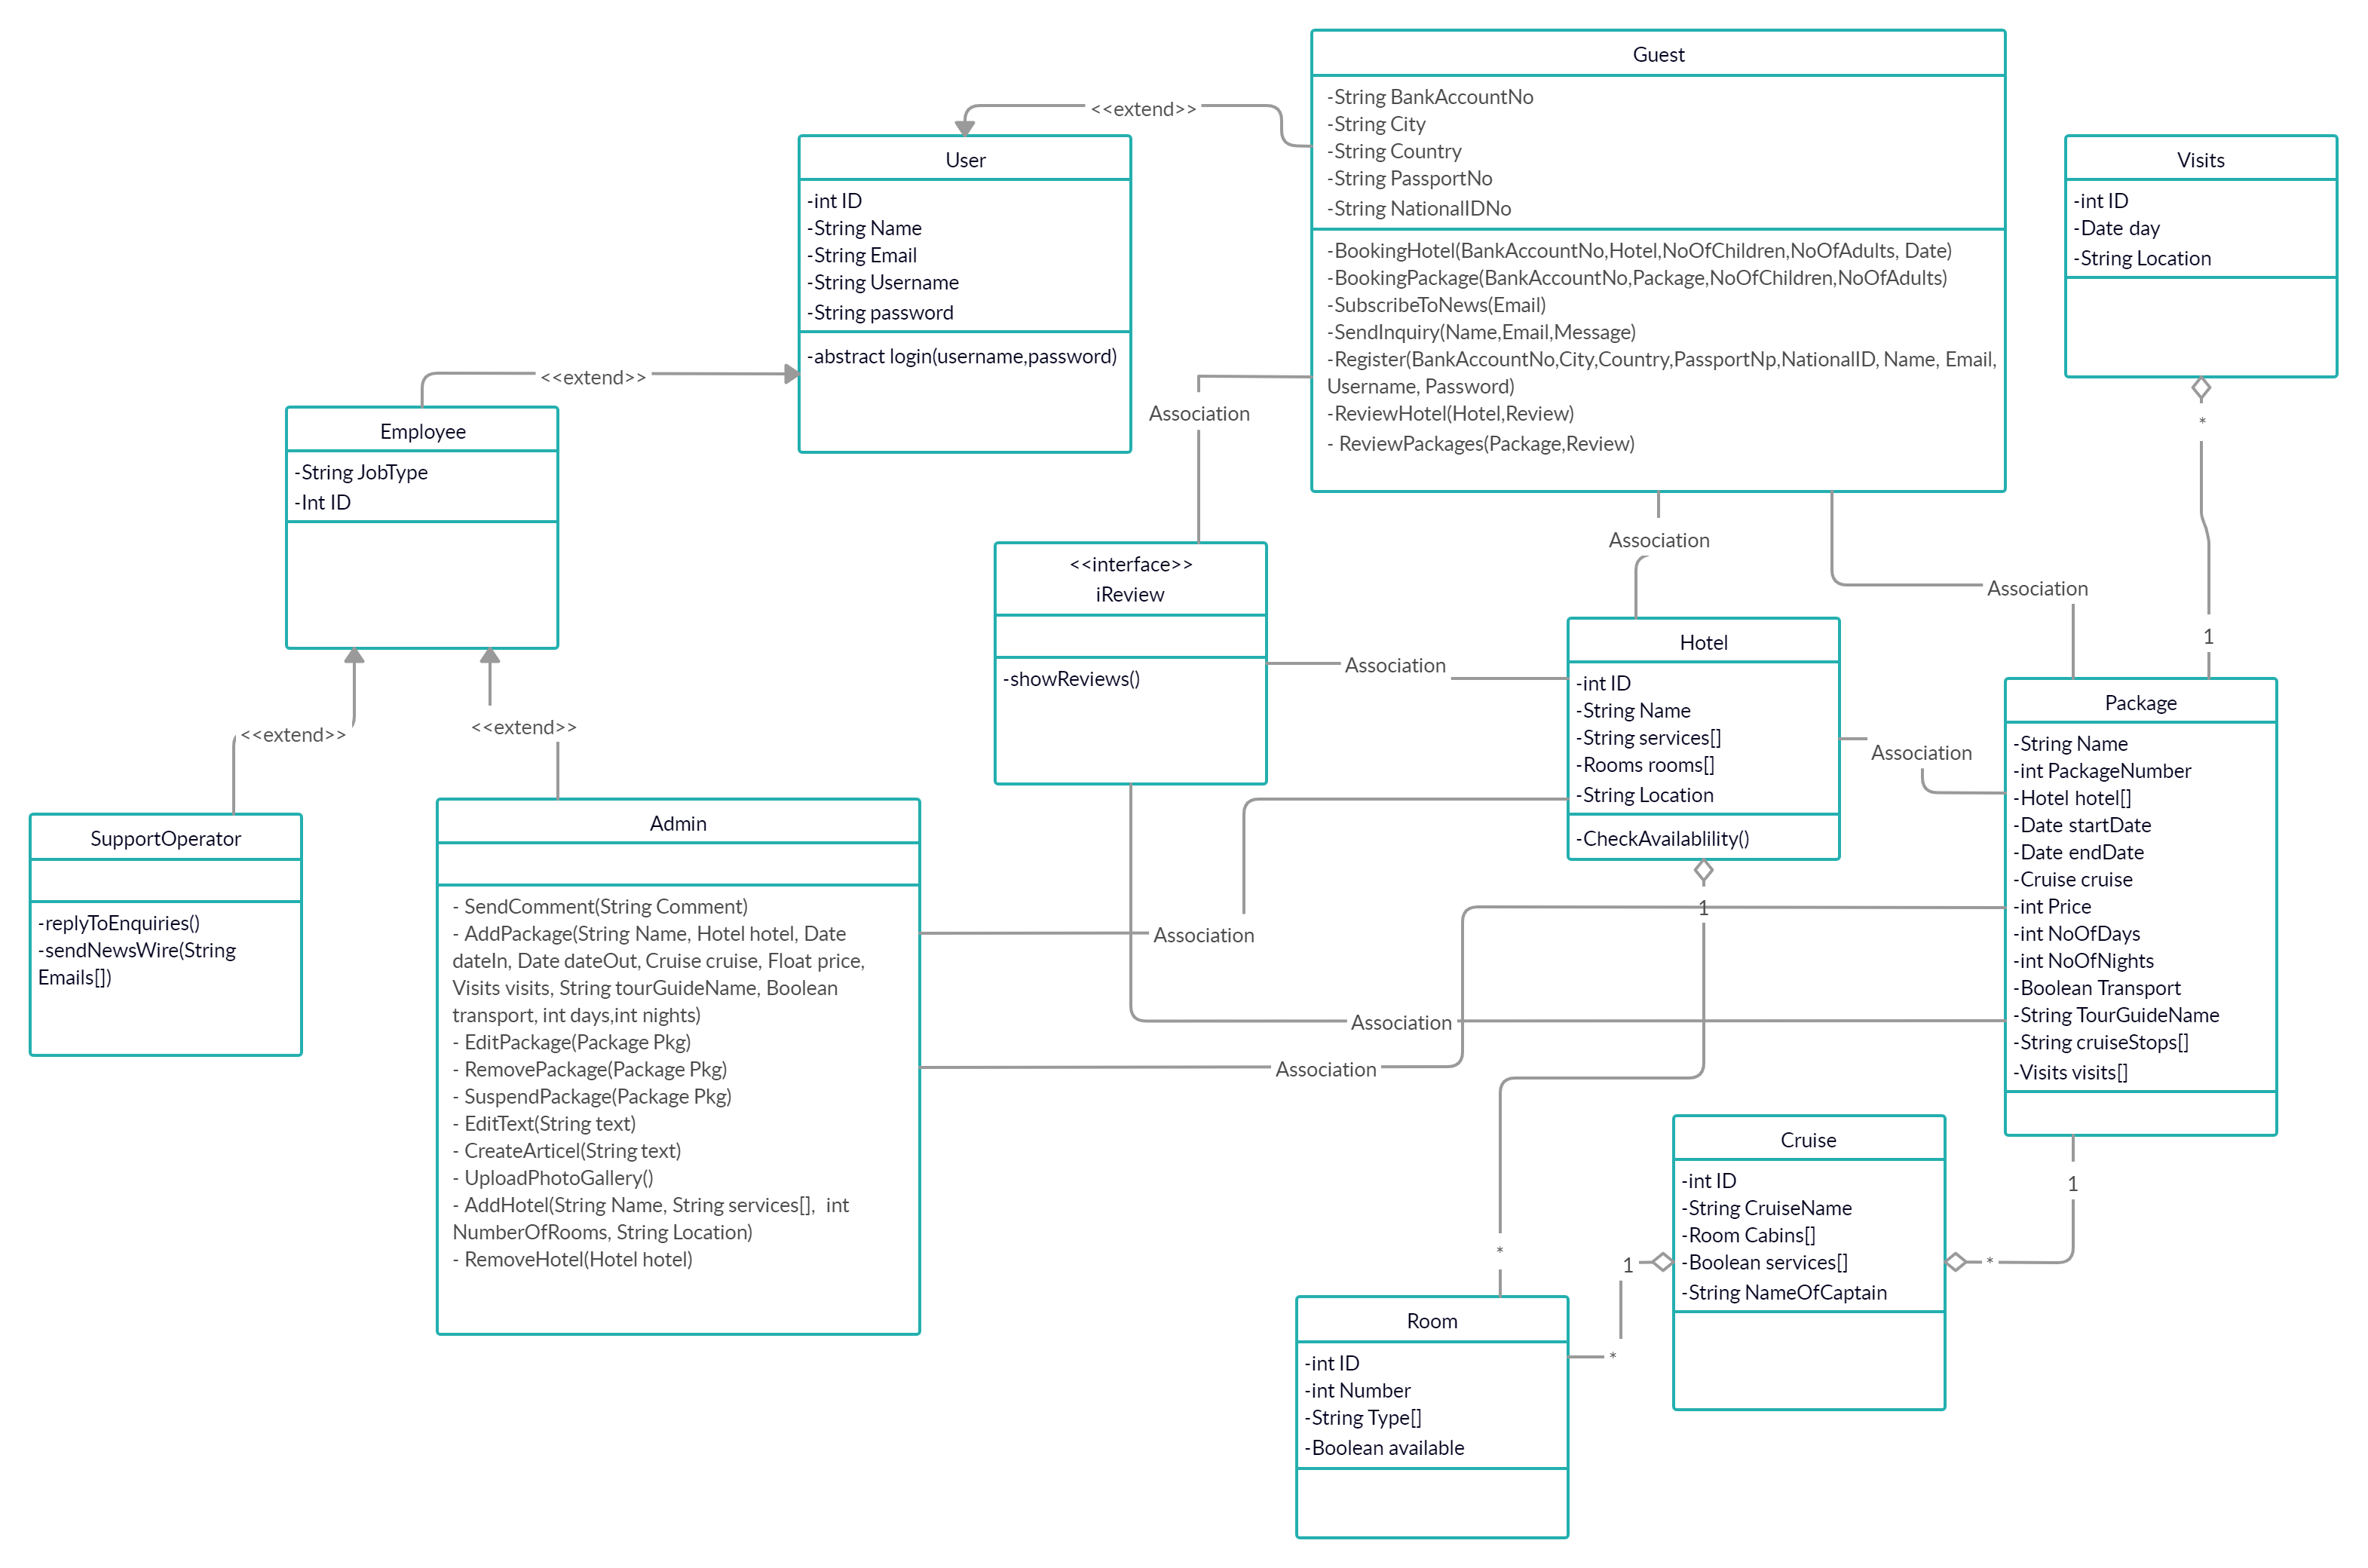 Guest
-String BankAccountNo
-String City
-String Country
-String PassportNo
-String NationalIDNo
-BookingHotel(BankAccountNo,Hotel,NoOfChildren,NoOfAdults, Date)
-BookingPackage(BankAccountNo,Package,NoOfChildren,NoOfAdults)
-SubscribeToNews(Email)
-SendInquiry(Name,Email,Message)
-Register(BankAccountNo,City,Country,PassportNp,NationalID, Name, Email,
Username, Password)
-ReviewHotel(Hotel,Review)
- ReviewPackages(Package,Review)
<<extend>>
User
-int ID
-String Name
-String Email
-String Username
-String password
-abstract login(username,password)
Visits
-int ID
-Date day
-String Location
*
1
<<extend>>
Employee
-String JobType
-Int ID
Association
Association
Association
<<interface>>
iReview
-showReviews()
Association
Hotel
-int ID
-String Name
-String services[]
-Rooms rooms[]
-String Location
-CheckAvailablility()
Association
Package
-String Name
-int PackageNumber
-Hotel hotel[]
-Date startDate
-Date endDate
-Cruise cruise
-int Price
-int NoOfDays
-int NoOfNights
-Boolean Transport
-String TourGuideName
-String cruiseStops[]
-Visits visits[]
<<extend>>
<<extend>>
SupportOperator
-replyToEnquiries()
-sendNewsWire(String
Emails[])
Admin
- SendComment(String Comment)
- AddPackage(String Name, Hotel hotel, Date
dateIn, Date dateOut, Cruise cruise, Float price,
Visits visits, String tourGuideName, Boolean
transport, int days,int nights)
- EditPackage(Package Pkg)
- RemovePackage(Package Pkg)
- SuspendPackage(Package Pkg)
- EditText(String text)
- CreateArticel(String text)
- UploadPhotoGallery()
- AddHotel(String Name, String services[],  int
NumberOfRooms, String Location)
- RemoveHotel(Hotel hotel)
Association
1
Association
Association
*
Cruise
-int ID
-String CruiseName
-Room Cabins[]
-Boolean services[]
-String NameOfCaptain
1
*
1
*
Room
-int ID
-int Number
-String Type[]
-Boolean available